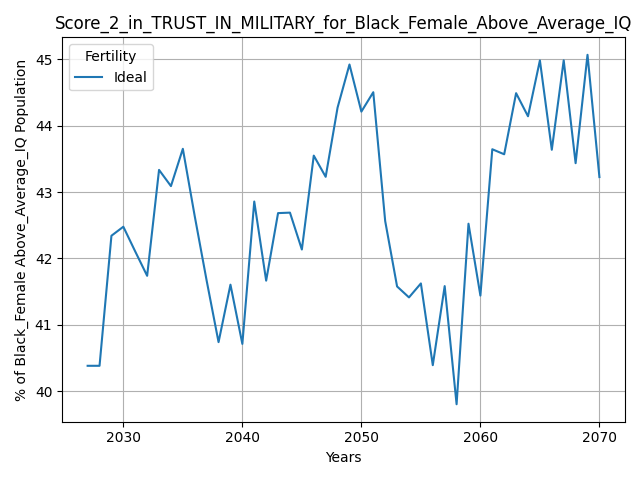 Score_2_in_TRUST_IN_MILITARY_for_Black_Female_Above_Average_IQ
Fertility
Ideal
% of Black_Female Above_Average_IQ Population
45
44
43
42
41
40
2030 2040 2050 2060 2070
Years